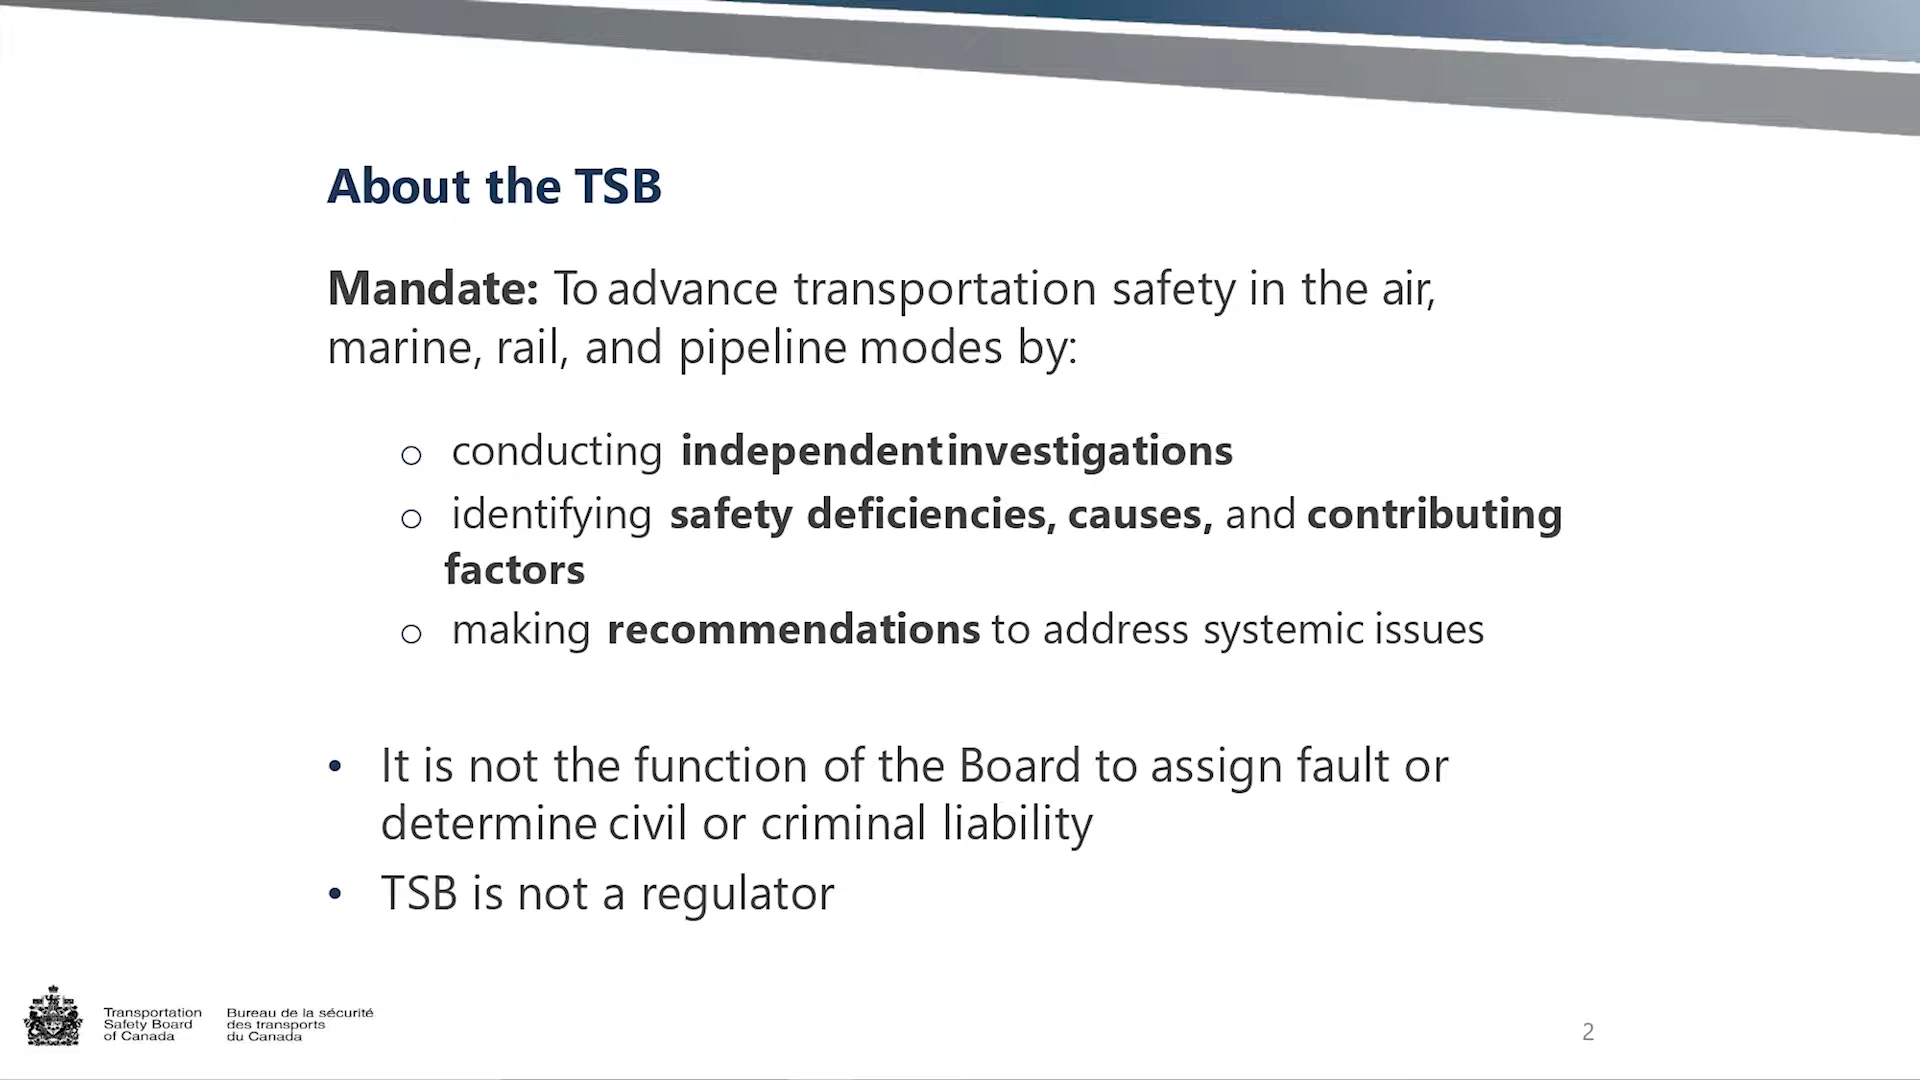 About the TSB
Mandate: To advance transportation safety in the air,
marine, rail, and pipeline modes by:
o conducting independent investigations
o identifying safety deficiencies, causes, and contributing
factors
o making recommendations to address systemic issues
• It is not the function of the Board to assign fault or
determine civil or criminal liability
• TSB is not a regulator
Transportation
Safety Board
of Canada
Bureau de la sécurité
des transports
du Canada
2